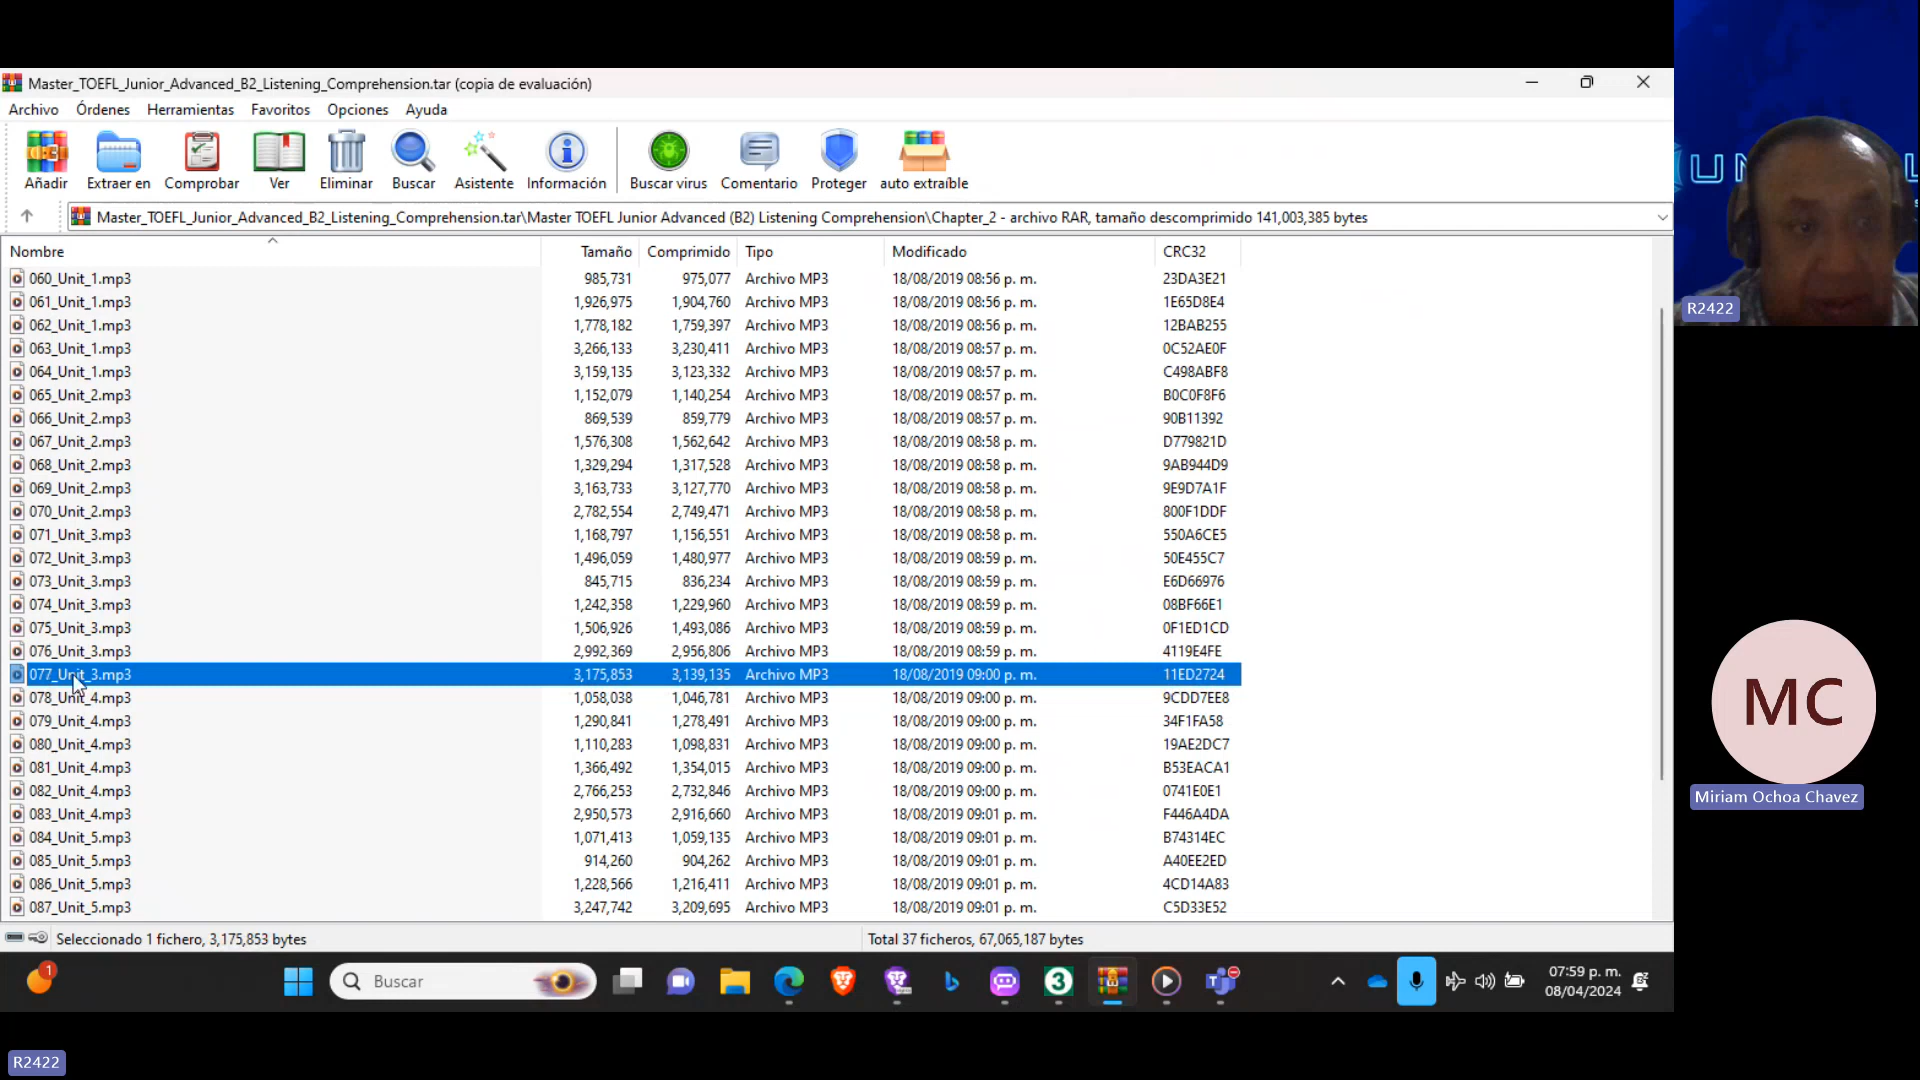 Master_TOEFL_Junior_Advanced_B2_Listening_Comprehension.tar (copia de evaluación)
Archivo Órdenes Herramientas Favoritos Opciones Ayuda
Añadir Extraer en Comprobar Ver Eliminar Buscar Asistente Información Buscar virus Comentario Proteger auto extraíble
Master_TOEFL_Junior_Advanced_B2_Listening_Comprehension.tar\Master TOEFL Junior Advanced (B2) Listening Comprehension\Chapter_2 - archivo RAR, tamaño descomprimido 141,003,385 bytes
Nombre Tamaño Comprimido Tipo Modificado CRC32
060_Unit_1.mp3 985,731 975,077 Archivo MP3 18/08/2019 08:56 p. m. 23DA3E21
061_Unit_1.mp3 1,926,975 1,904,760 Archivo MP3 18/08/2019 08:56 p. m. 1E65D8E4
062_Unit_1.mp3 1,778,182 1,759,397 Archivo MP3 18/08/2019 08:56 p. m. 12BAB255
063_Unit_1.mp3 3,266,133 3,230,411 Archivo MP3 18/08/2019 08:57 p. m. 0C52AE0F
064_Unit_1.mp3 3,159,135 3,123,332 Archivo MP3 18/08/2019 08:57 p. m. C498ABF8
065_Unit_2.mp3 1,152,079 1,140,254 Archivo MP3 18/08/2019 08:57 p. m. B0C0F8F6
066_Unit_2.mp3 869,539 859,779 Archivo MP3 18/08/2019 08:57 p. m. 90B11392
067_Unit_2.mp3 1,576,308 1,562,642 Archivo MP3 18/08/2019 08:58 p. m. D779821D
068_Unit_2.mp3 1,329,294 1,317,528 Archivo MP3 18/08/2019 08:58 p. m. 9AB944D9
069_Unit_2.mp3 3,163,733 3,127,770 Archivo MP3 18/08/2019 08:58 p. m. 9E9D7A1F
070_Unit_2.mp3 2,782,554 2,749,471 Archivo MP3 18/08/2019 08:58 p. m. 800F1DDF
071_Unit_3.mp3 1,168,797 1,156,551 Archivo MP3 18/08/2019 08:58 p. m. 550A6CE5
072_Unit_3.mp3 1,496,059 1,480,977 Archivo MP3 18/08/2019 08:59 p. m. 50E455C7
073_Unit_3.mp3 845,715 836,234 Archivo MP3 18/08/2019 08:59 p. m. E6D66976
074_Unit_3.mp3 1,242,358 1,229,960 Archivo MP3 18/08/2019 08:59 p. m. 08BF66E1
075_Unit_3.mp3 1,506,926 1,493,086 Archivo MP3 18/08/2019 08:59 p. m. 0F1ED1CD
076_Unit_3.mp3 2,992,369 2,956,806 Archivo MP3 18/08/2019 08:59 p. m. 4119E4FE
077_Unit_3.mp3 3,175,853 3,139,135 Archivo MP3 18/08/2019 09:00 p. m. 11ED2724
078_Unit_4.mp3 1,058,038 1,046,781 Archivo MP3 18/08/2019 09:00 p. m. 9CDD7EE8
079_Unit_4.mp3 1,290,841 1,278,491 Archivo MP3 18/08/2019 09:00 p. m. 34F1FA58
080_Unit_4.mp3 1,110,283 1,098,831 Archivo MP3 18/08/2019 09:00 p. m. 19AE2DC7
081_Unit_4.mp3 1,366,492 1,354,015 Archivo MP3 18/08/2019 09:00 p. m. B53EACA1
082_Unit_4.mp3 2,766,253 2,732,846 Archivo MP3 18/08/2019 09:00 p. m. 0741E0E1
083_Unit_4.mp3 2,950,573 2,916,660 Archivo MP3 18/08/2019 09:01 p. m. F446A4DA
084_Unit_5.mp3 1,071,413 1,059,135 Archivo MP3 18/08/2019 09:01 p. m. B74314EC
085_Unit_5.mp3 914,260 904,262 Archivo MP3 18/08/2019 09:01 p. m. A40EE2ED
086_Unit_5.mp3 1,228,566 1,216,411 Archivo MP3 18/08/2019 09:01 p. m. 4CD14A83
087_Unit_5.mp3 3,247,742 3,209,695 Archivo MP3 18/08/2019 09:01 p. m. C5D33E52
Seleccionado 1 fichero, 3,175,853 bytes Total 37 ficheros, 67,065,187 bytes
1 Buscar 3 07:59 p. m.
08/04/2024
R2422
MC
Miriam Ochoa Chavez
R2422